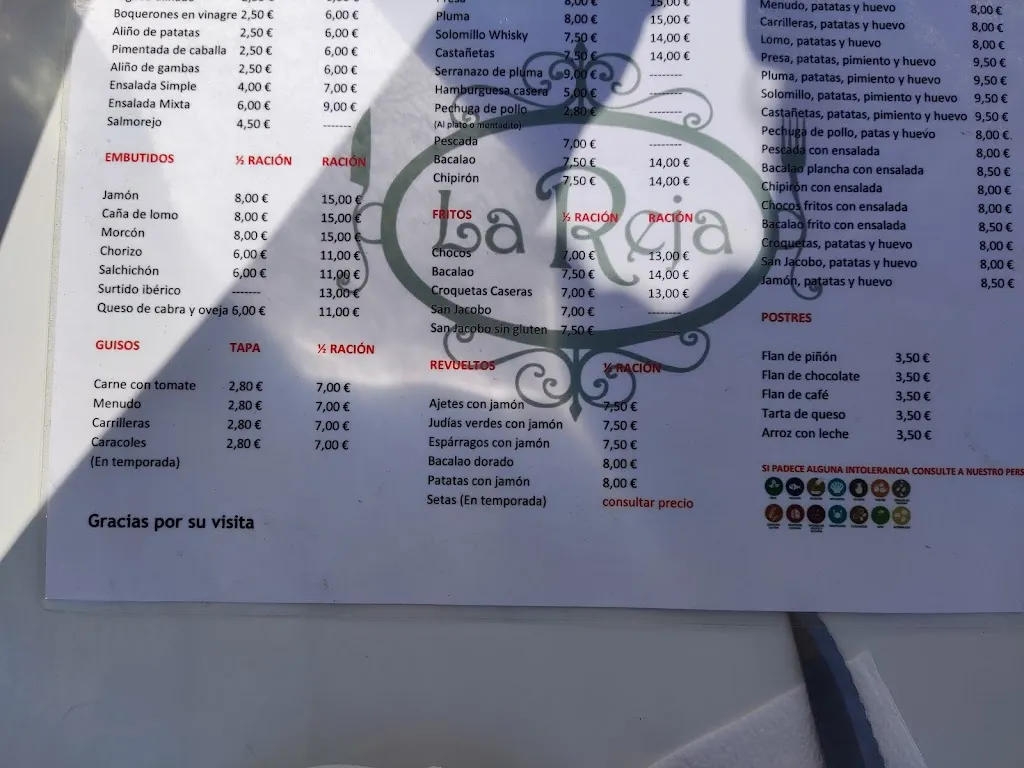 Boquerones en vinagre 2,50 € 6,00 €
Aliño de patatas 2,50 € 6,00 €
Pimentada de caballa 2,50 € 6,00 €
Aliño de gambas 2,50 € 6,00 €
Ensalada Simple 4,00 € 7,00 €
Ensalada Mixta 6,00 € 9,00 €
Salmorejo 4,50 € -------
EMBUTIDOS ½ RACIÓN RACIÓN
Jamón 8,00 € 15,00 €
Caña de lomo 8,00 € 15,00 €
Morcón 8,00 € 15,00 €
Chorizo 6,00 € 11,00 €
Salchichón 6,00 € 11,00 €
Surtido ibérico ------- 13,00 €
Queso de cabra y oveja 6,00 € 11,00 €
GUISOS TAPA ½ RACIÓN
Carne con tomate 2,80 € 7,00 €
Menudo 2,80 € 7,00 €
Carrilleras 2,80 € 7,00 €
Caracoles 2,80 € 7,00 €
(En temporada)
Gracias por su visita
Presa 8,00 € 15,00 €
Pluma 8,00 € 15,00 €
Solomillo Whisky 7,50 € 14,00 €
Castañetas 7,50 € 14,00 €
Serranazo de pluma 9,00 € --------
Hamburguesa casera 5,00 € --------
Pechuga de pollo 2,80 € --------
(Al plato o montadito)
Pescada 7,00 € --------
Bacalao 7,50 € 14,00 €
Chipirón 7,50 € 14,00 €
La Reja
FRITOS ½ RACIÓN RACIÓN
Chocos 7,00 € 13,00 €
Bacalao 7,50 € 14,00 €
Croquetas Caseras 7,00 € 13,00 €
San Jacobo 7,00 € --------
San Jacobo sin gluten 7,50 € --------
REVUELTOS ½ RACIÓN
Ajetes con jamón 7,50 €
Judías verdes con jamón 7,50 €
Espárragos con jamón 7,50 €
Bacalao dorado 8,00 €
Patatas con jamón 8,00 €
Setas (En temporada) consultar precio
Menudo, patatas y huevo 8,00 €
Carrilleras, patatas y huevo 8,00 €
Lomo, patatas y huevo 8,00 €
Presa, patatas, pimiento y huevo 9,50 €
Pluma, patatas, pimiento y huevo 9,50 €
Solomillo, patatas, pimiento y huevo 9,50 €
Castañetas, patatas, pimiento y huevo 9,50 €
Pechuga de pollo, patas y huevo 8,00 €
Pescada con ensalada 8,00 €
Bacalao plancha con ensalada 8,50 €
Chipirón con ensalada 8,00 €
Chocos fritos con ensalada 8,00 €
Bacalao frito con ensalada 8,50 €
Croquetas, patatas y huevo 8,00 €
San Jacobo, patatas y huevo 8,00 €
Jamón, patatas y huevo 8,50 €
POSTRES
Flan de piñón 3,50 €
Flan de chocolate 3,50 €
Flan de café 3,50 €
Tarta de queso 3,50 €
Arroz con leche 3,50 €
SI PADECE ALGUNA INTOLERANCIA CONSULTE A NUESTRO PERS